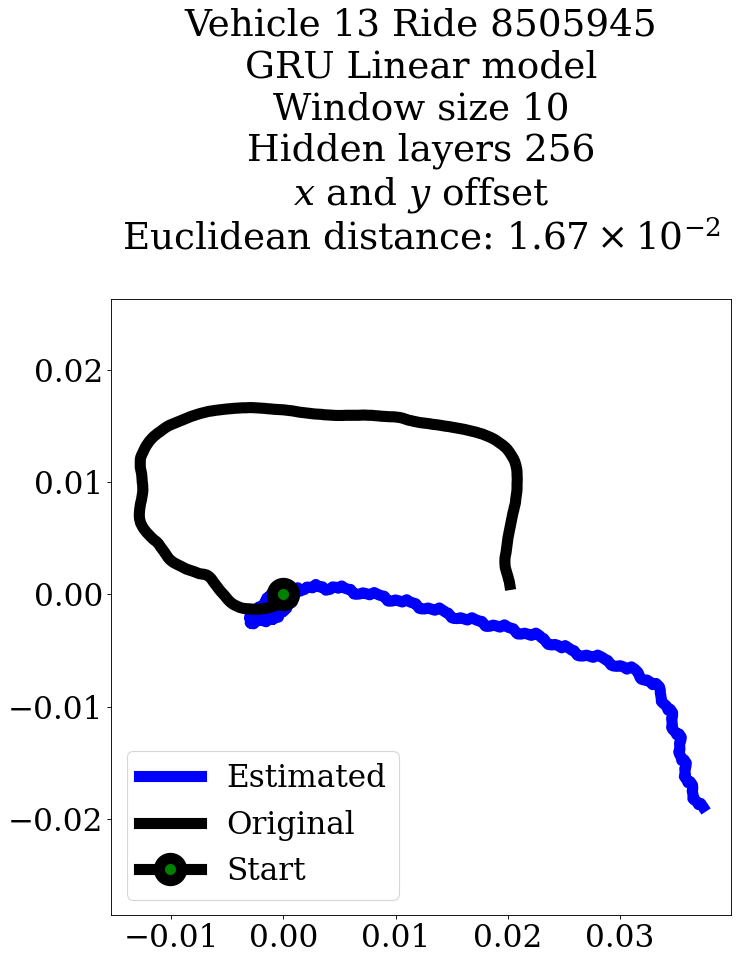 Vehicle 13 Ride 8505945
GRU Linear model
Window size 10
Hidden layers 256
x and y offset
Euclidean distance: 1.67 × 10⁻²
0.02
0.01
0.00
−0.01
−0.02
Estimated
Original
Start
−0.01 0.00 0.01 0.02 0.03